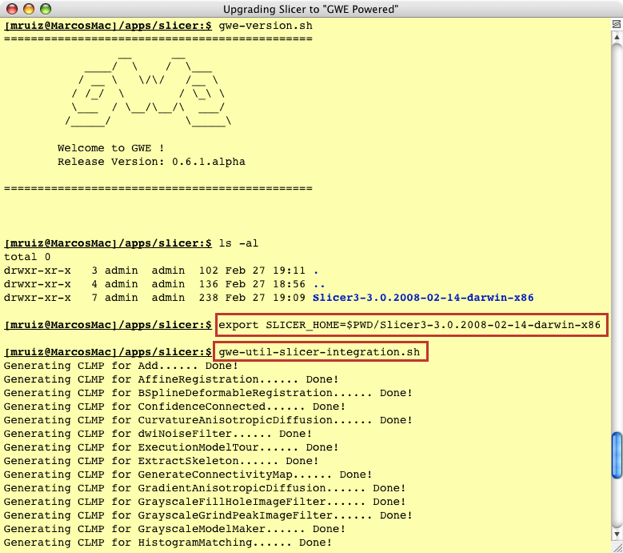 Upgrading Slicer to "GWE Powered"
[mruiz@MarcosMac]/apps/slicer:$ gwe-version.sh
==============================================
Welcome to GWE !
Release Version: 0.6.1.alpha
==============================================
[mruiz@MarcosMac]/apps/slicer:$ ls -al
total 0
drwxr-xr-x   3 admin  admin  102 Feb 27 19:11 .
drwxr-xr-x   4 admin  admin  136 Feb 27 18:56 ..
drwxr-xr-x   7 admin  admin  238 Feb 27 19:09 Slicer3-3.0.2008-02-14-darwin-x86
[mruiz@MarcosMac]/apps/slicer:$ export SLICER_HOME=$PWD/Slicer3-3.0.2008-02-14-darwin-x86
[mruiz@MarcosMac]/apps/slicer:$ gwe-util-slicer-integration.sh
Generating CLMP for Add...... Done!
Generating CLMP for AffineRegistration...... Done!
Generating CLMP for BSplineDeformableRegistration...... Done!
Generating CLMP for ConfidenceConnected...... Done!
Generating CLMP for CurvatureAnisotropicDiffusion...... Done!
Generating CLMP for dwiNoiseFilter...... Done!
Generating CLMP for ExecutionModelTour...... Done!
Generating CLMP for ExtractSkeleton...... Done!
Generating CLMP for GenerateConnectivityMap...... Done!
Generating CLMP for GradientAnisotropicDiffusion...... Done!
Generating CLMP for GrayscaleFillHoleImageFilter...... Done!
Generating CLMP for GrayscaleGrindPeakImageFilter...... Done!
Generating CLMP for GrayscaleModelMaker...... Done!
Generating CLMP for HistogramMatching...... Done!